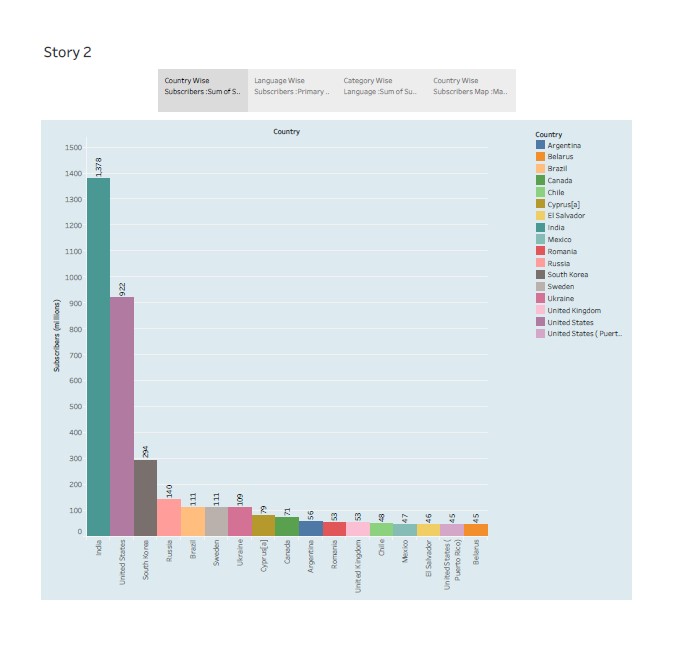 Story 2
Country Wise
Subscribers :Sum of S..
Language Wise
Subscribers :Primary ..
Category Wise
Language :Sum of Su..
Country Wise
Subscribers Map :Ma..
Country
Subscribers (millions)
1500
1400
1300
1200
1100
1000
900
800
700
600
500
400
300
200
100
0
1,378
922
294
140
111
111
109
79
71
56
53
53
48
47
46
45
45
India
United States
South Korea
Russia
Brazil
Sweden
Ukraine
Cyprus[a]
Canada
Argentina
Romania
United Kingdom
Chile
Mexico
El Salvador
United States (
Puerto Rico)
Belarus
Country
Argentina
Belarus
Brazil
Canada
Chile
Cyprus[a]
El Salvador
India
Mexico
Romania
Russia
South Korea
Sweden
Ukraine
United Kingdom
United States
United States ( Puert..